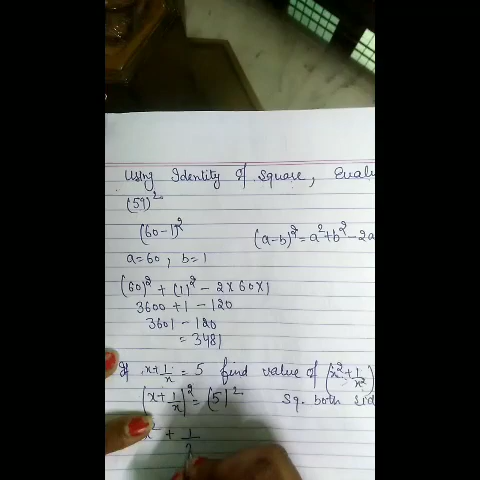 Using Identity of Square,
(59)²
(60-1)² (a-b)² = a² + b² - 2a
a=60, b=1
(60)² + (1)² - 2 × 60 × 1
3600 + 1 - 120
3601 - 120
= 3481
If x + 1/x = 5 find value of (x² + 1/x²)
(x + 1/x)² = (5)² Sq. both
x² + 1/